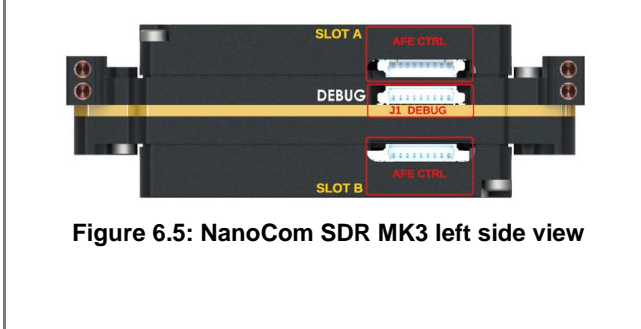 SLOT A
AFE CTRL
DEBUG
J1 DEBUG
AFE CTRL
SLOT B
Figure 6.5: NanoCom SDR MK3 left side view